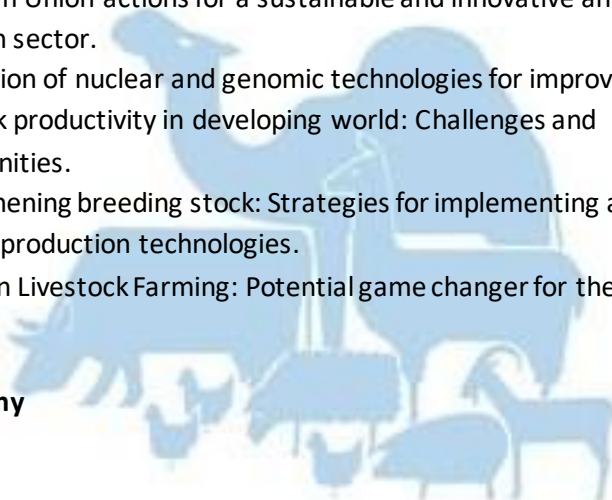 n Union actions for a sustainable and innovative an
n sector.
ion of nuclear and genomic technologies for improv
k productivity in developing world: Challenges and
nities.
hening breeding stock: Strategies for implementing a
production technologies.
n Livestock Farming: Potential game changer for the
ny